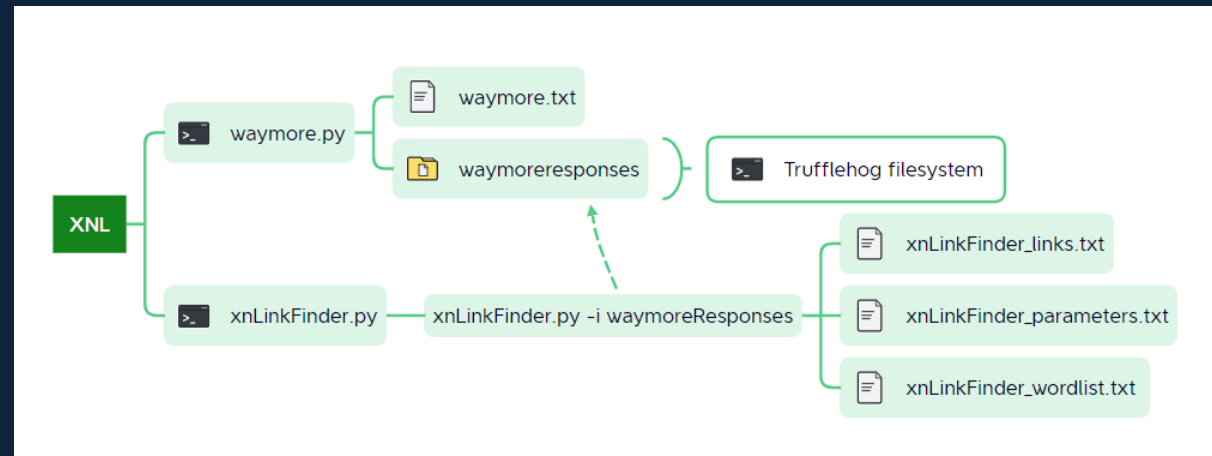 waymore.txt
waymore.py
waymoreresponses
Trufflehog filesystem
XNL
xnLinkFinder_links.txt
xnLinkFinder.py
xnLinkFinder.py -i waymoreResponses
xnLinkFinder_parameters.txt
xnLinkFinder_wordlist.txt